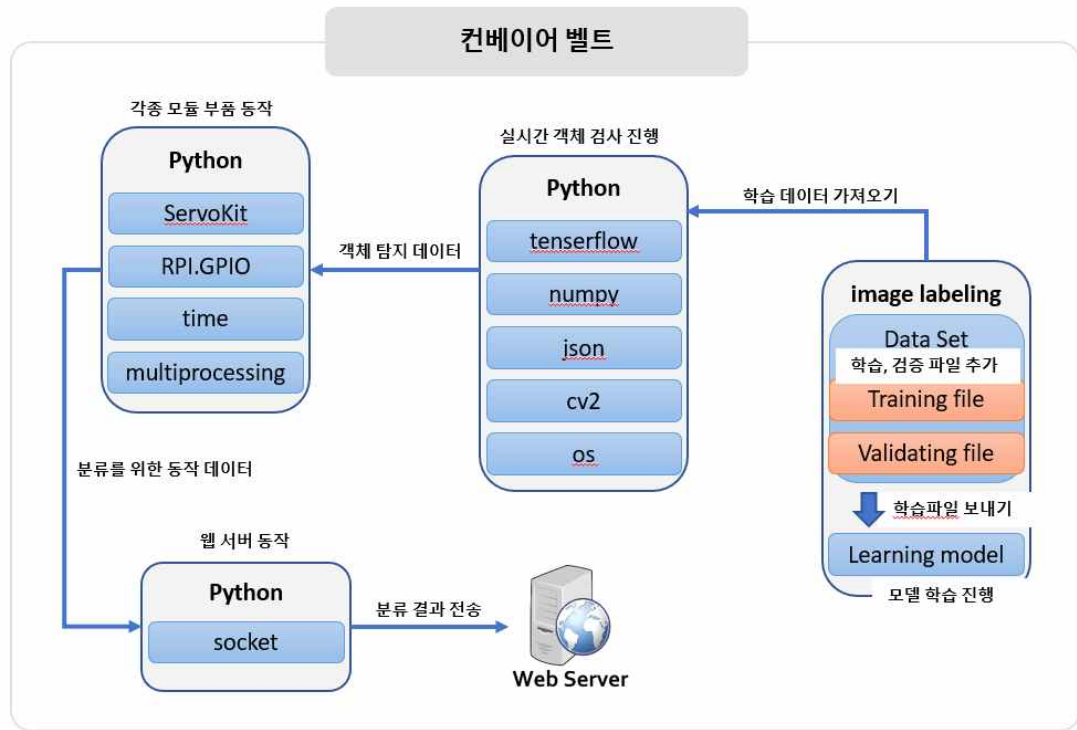 컨베이어 벨트
각종 모듈 부품 동작
Python
ServoKit
RPI.GPIO
time
multiprocessing
실시간 객체 검사 진행
Python
tenserflow
numpy
json
cv2
os
학습 데이터 가져오기
객체 탐지 데이터
image labeling
Data Set
학습, 검증 파일 추가
Training file
Validating file
학습파일 보내기
Learning model
모델 학습 진행
분류를 위한 동작 데이터
웹 서버 동작
Python
socket
분류 결과 전송
Web Server